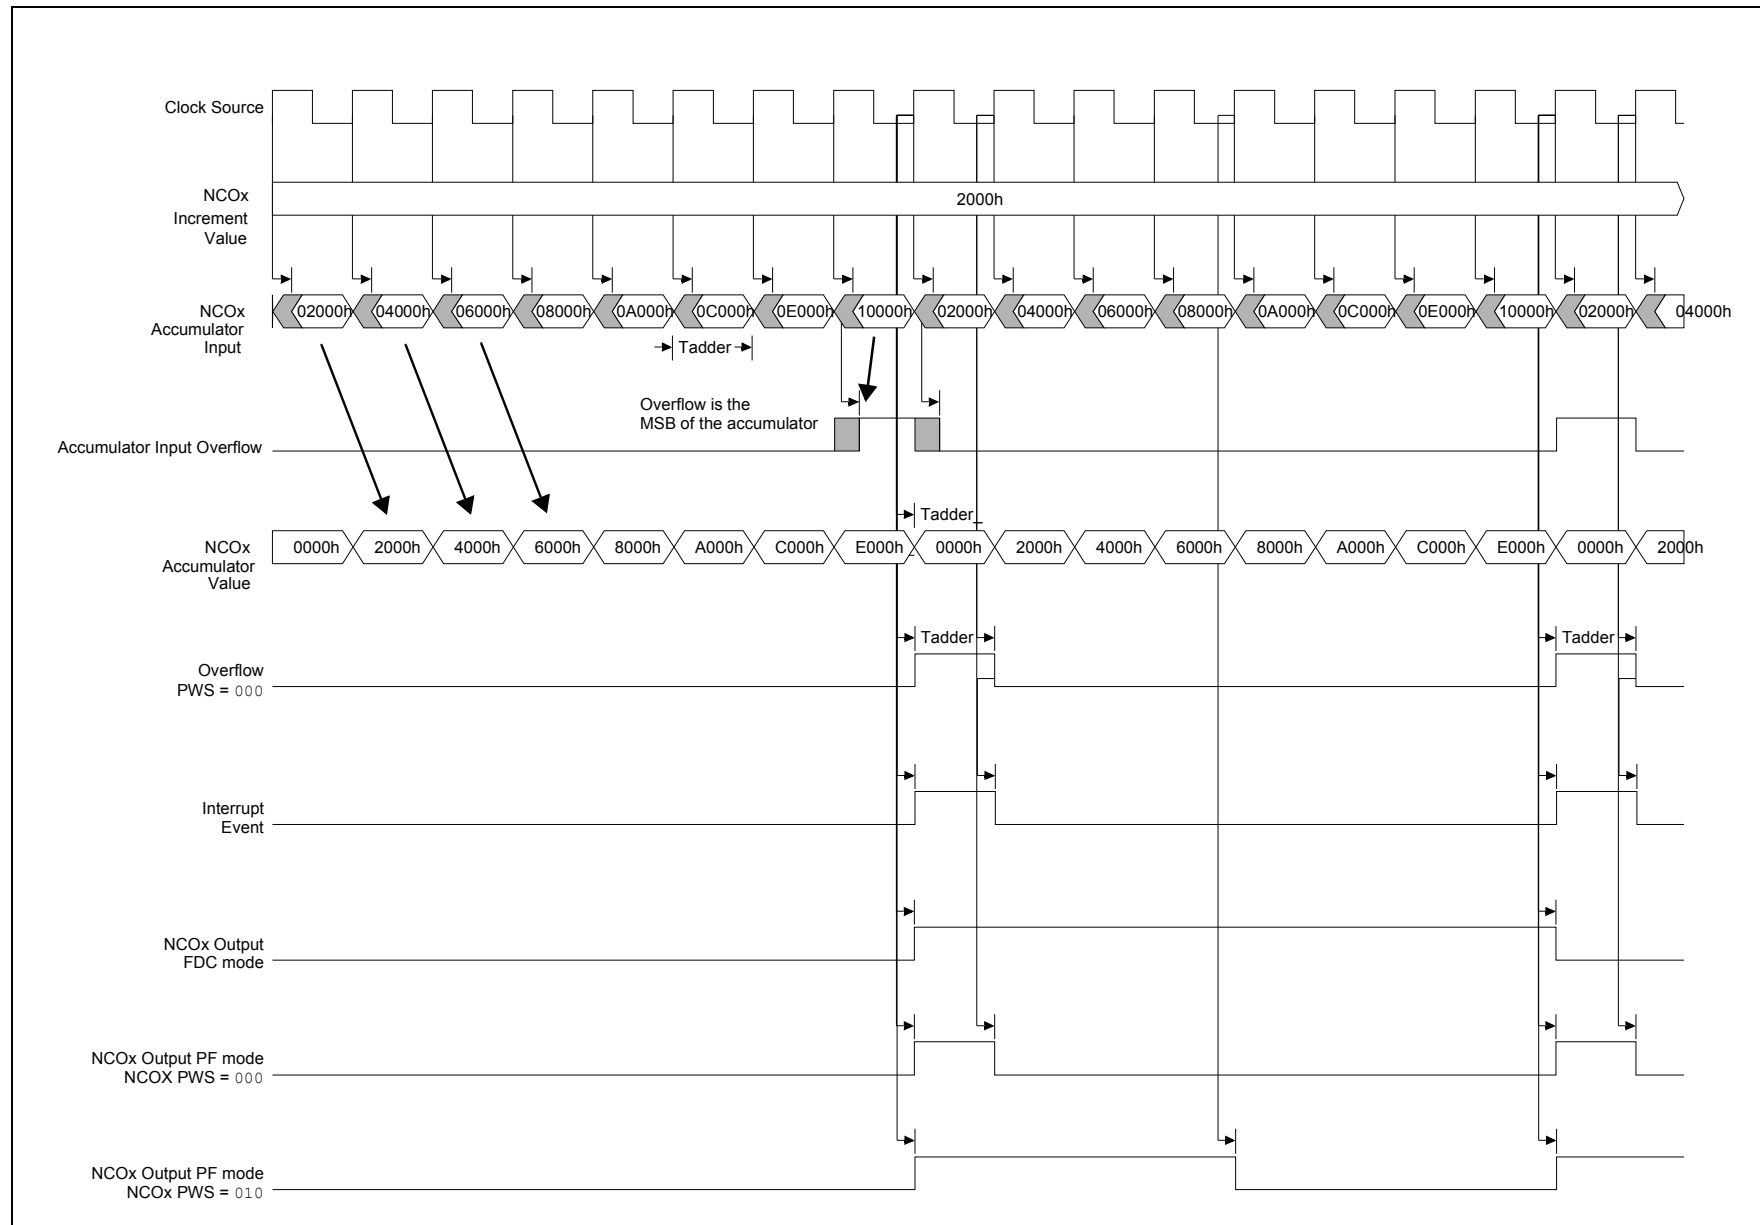 Clock Source
NCOx
Increment
Value
2000h
NCOx
Accumulator
Input
02000h 04000h 06000h 08000h 0A000h 0C000h 0E000h 10000h 02000h 04000h 06000h 08000h 0A000h 0C000h 0E000h 10000h 02000h 04000h
Tadder
Overflow is the
MSB of the accumulator
Accumulator Input Overflow
Tadder_
NCOx
Accumulator
Value
0000h 2000h 4000h 6000h 8000h A000h C000h E000h 0000h 2000h 4000h 6000h 8000h A000h C000h E000h 0000h 2000h
Tadder Tadder
Overflow
PWS = 000
Interrupt
Event
NCOx Output
FDC mode
NCOx Output PF mode
NCOX PWS = 000
NCOx Output PF mode
NCOx PWS = 010